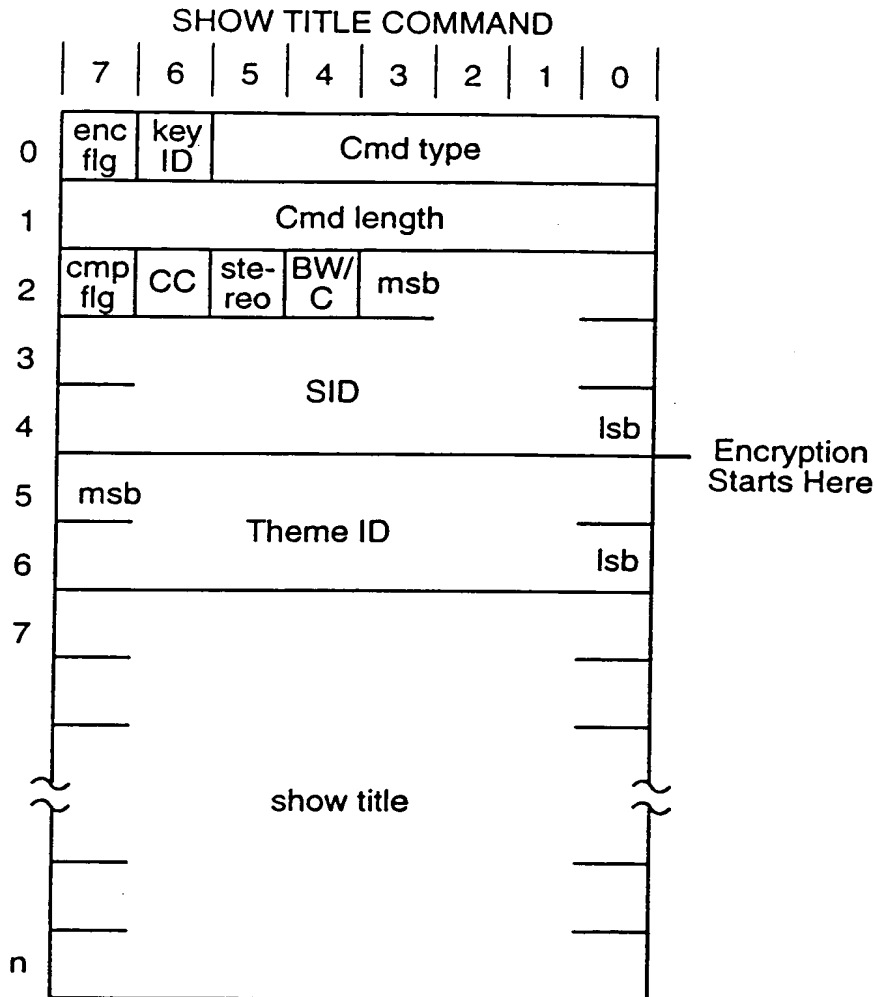 SHOW TITLE COMMAND
7 6 5 4 3 2 1 0
0 enc flg key ID Cmd type
1 Cmd length
2 cmp flg CC ste-reo BW/C msb
3
SID
4 lsb
Encryption Starts Here
5 msb
Theme ID
6 lsb
7
show title
n